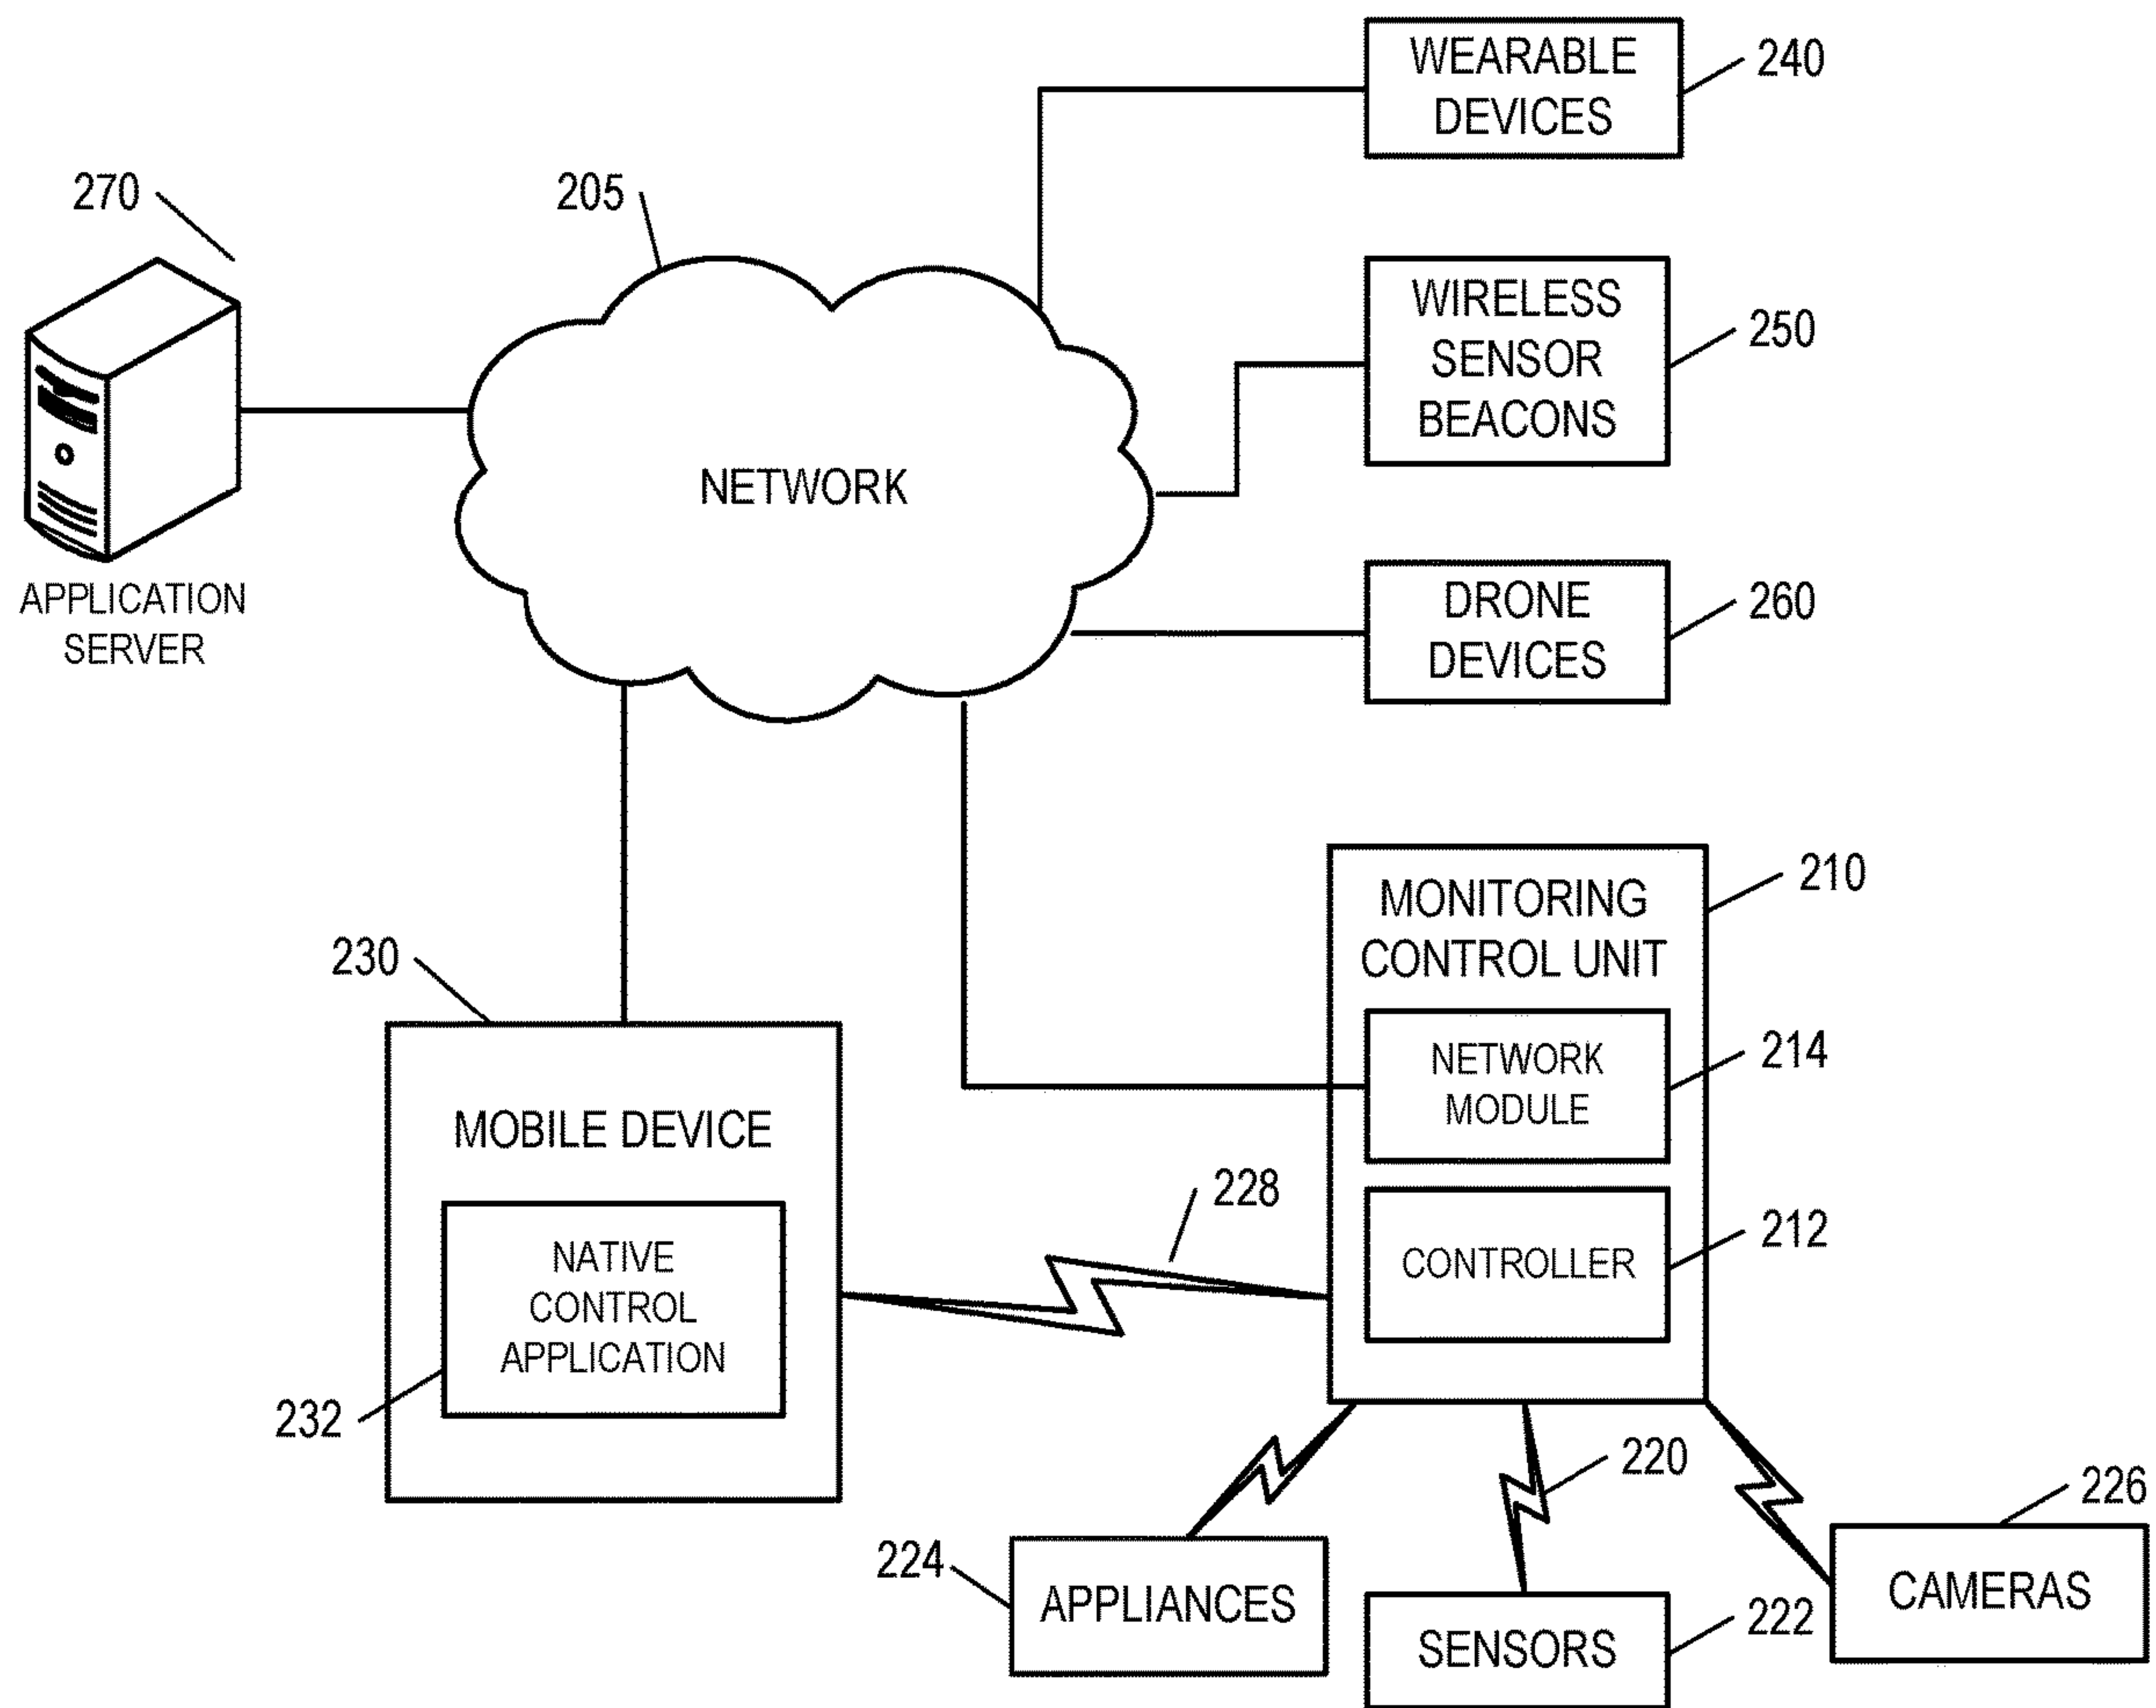 WEARABLE
DEVICES
240
270
205
WIRELESS
SENSOR
BEACONS
250
NETWORK
APPLICATION
SERVER
DRONE
DEVICES
260
MONITORING
CONTROL UNIT
210
230
NETWORK
MODULE
214
MOBILE DEVICE
228
CONTROLLER
212
NATIVE
CONTROL
APPLICATION
232
220
226
224
APPLIANCES
CAMERAS
SENSORS
222